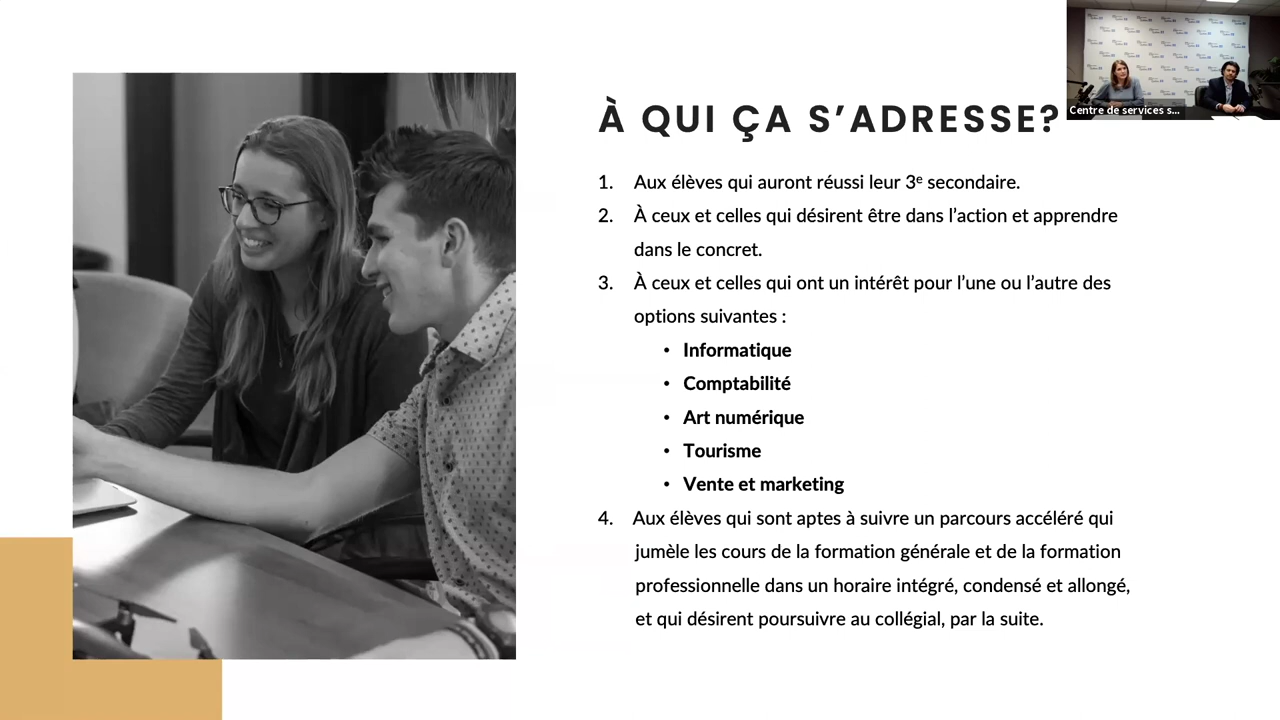 À QUI ÇA S’ADRESSE?
Centre de services s...
1. Aux élèves qui auront réussi leur 3ᵉ secondaire.
2. À ceux et celles qui désirent être dans l’action et apprendre
dans le concret.
3. À ceux et celles qui ont un intérêt pour l’une ou l’autre des
options suivantes :
• Informatique
• Comptabilité
• Art numérique
• Tourisme
• Vente et marketing
4. Aux élèves qui sont aptes à suivre un parcours accéléré qui
jumèle les cours de la formation générale et de la formation
professionnelle dans un horaire intégré, condensé et allongé,
et qui désirent poursuivre au collégial, par la suite.